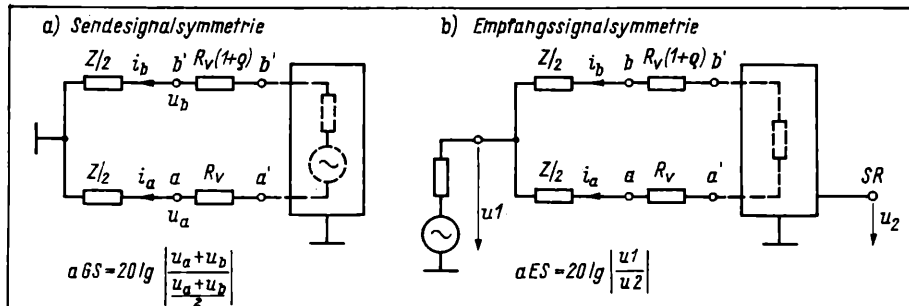 a) Sendesignalsymmetrie
Z/2 i_b b' R_V(1+ϱ) b'
u_b
Z/2 i_a a R_V a'
u_a
~
aGS = 20 lg |(u_a + u_b) / ((u_a + u_b) / 2)|
b) Empfangssignalsymmetrie
Z/2 i_b b R_V(1+ϱ) b'
Z/2 i_a a R_V a'
~
u1
SR
u_2
aES = 20 lg |u1 / u2|